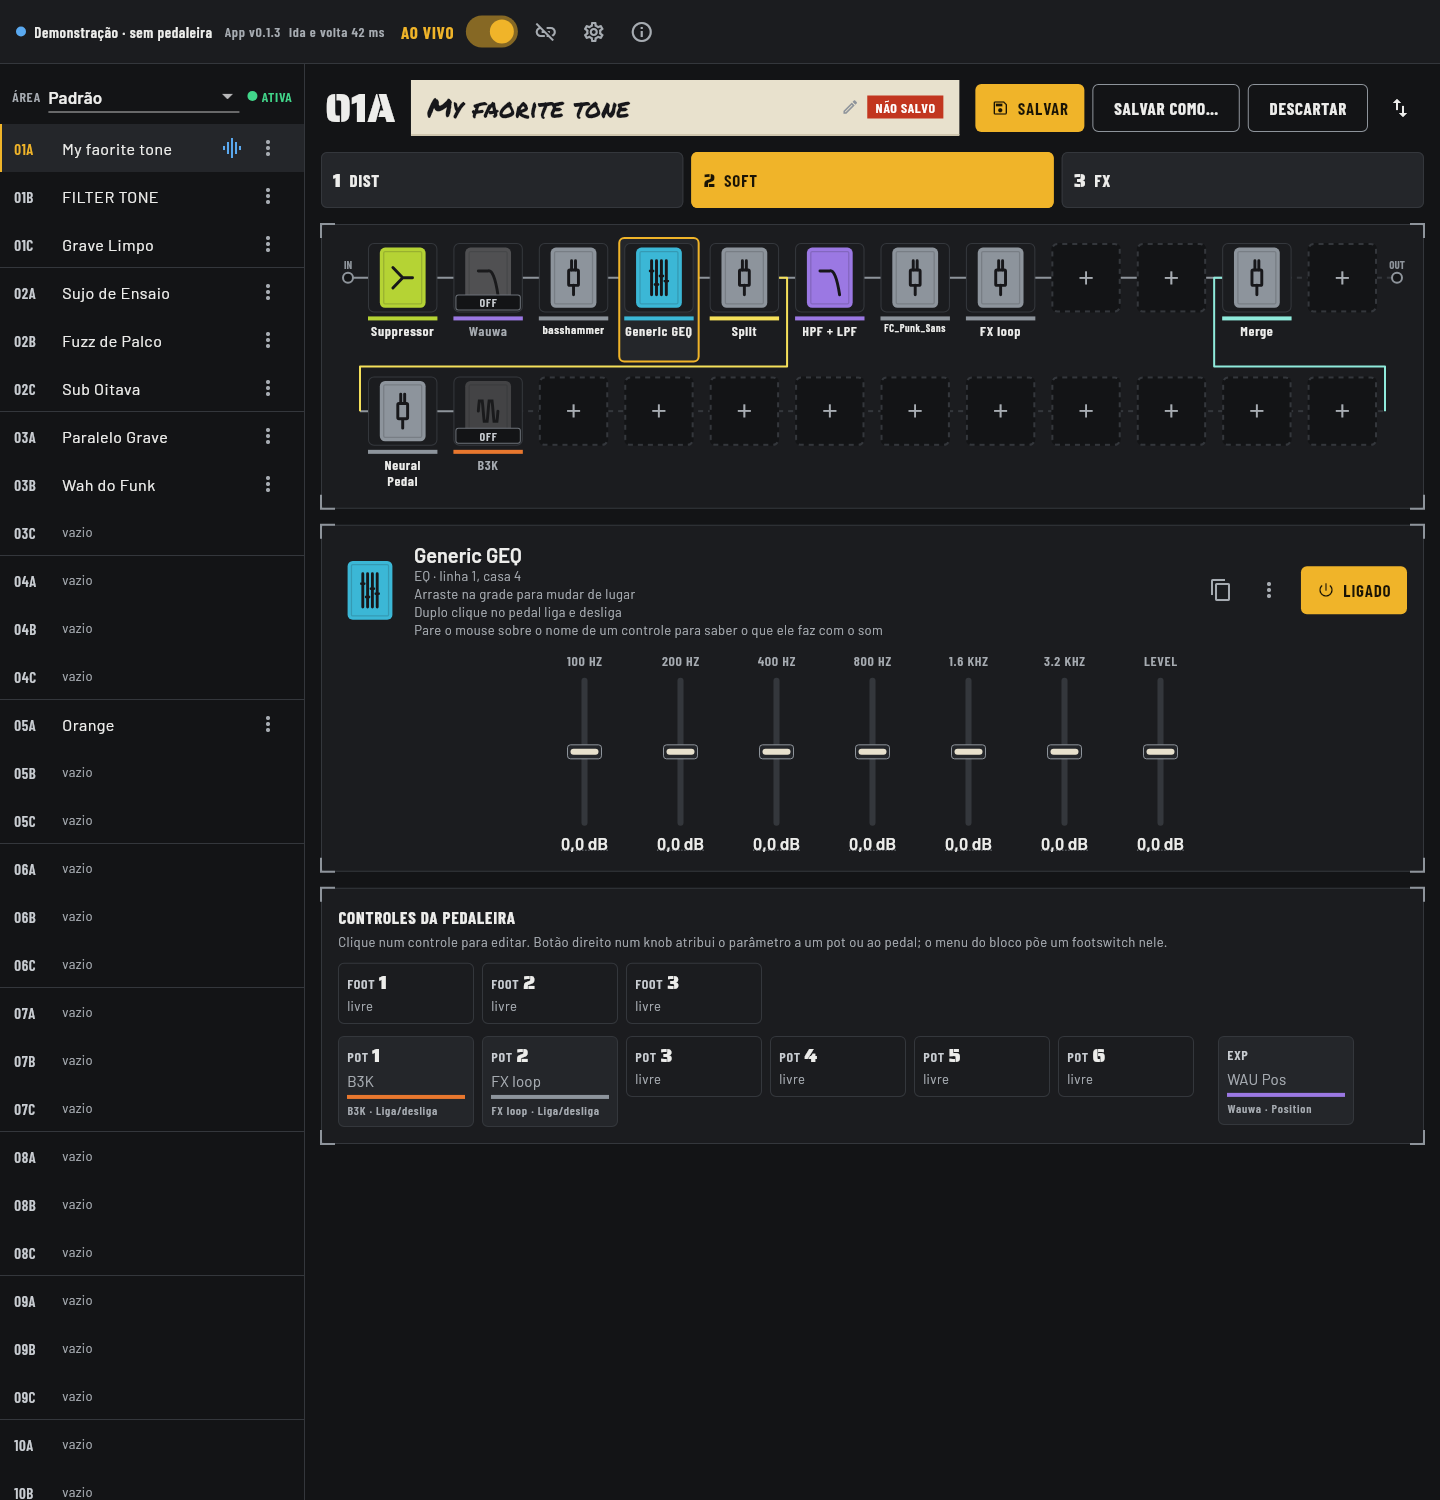 Demonstração · sem pedaleira App v0.1.3 Ida e volta 42 ms AO VIVO
ÁREA Padrão ATIVA
01A My faorite tone
01B FILTER TONE
01C Grave Limpo
02A Sujo de Ensaio
02B Fuzz de Palco
02C Sub Oitava
03A Paralelo Grave
03B Wah do Funk
03C vazio
04A vazio
04B vazio
04C vazio
05A Orange
05B vazio
05C vazio
06A vazio
06B vazio
06C vazio
07A vazio
07B vazio
07C vazio
08A vazio
08B vazio
08C vazio
09A vazio
09B vazio
09C vazio
10A vazio
10B vazio
01A My faorite tone NÃO SALVO SALVAR SALVAR COMO... DESCARTAR
1 DIST 2 SOFT 3 FX
IN OUT
OFF
Suppressor Wauwa basshammer Generic GEQ Split HPF + LPF FC_Punk_Sans FX loop Merge
OFF
Neural Pedal B3K
Generic GEQ
EQ · linha 1, casa 4
Arraste na grade para mudar de lugar
Duplo clique no pedal liga e desliga
Pare o mouse sobre o nome de um controle para saber o que ele faz com o som
LIGADO
100 HZ 200 HZ 400 HZ 800 HZ 1.6 KHZ 3.2 KHZ LEVEL
0,0 dB 0,0 dB 0,0 dB 0,0 dB 0,0 dB 0,0 dB 0,0 dB
CONTROLES DA PEDALEIRA
Clique num controle para editar. Botão direito num knob atribui o parâmetro a um pot ou ao pedal; o menu do bloco põe um footswitch nele.
FOOT 1 FOOT 2 FOOT 3
livre livre livre
POT 1 POT 2 POT 3 POT 4 POT 5 POT 6 EXP
B3K FX loop livre livre livre livre WAU Pos
B3K · Liga/desliga FX loop · Liga/desliga Wauwa · Position